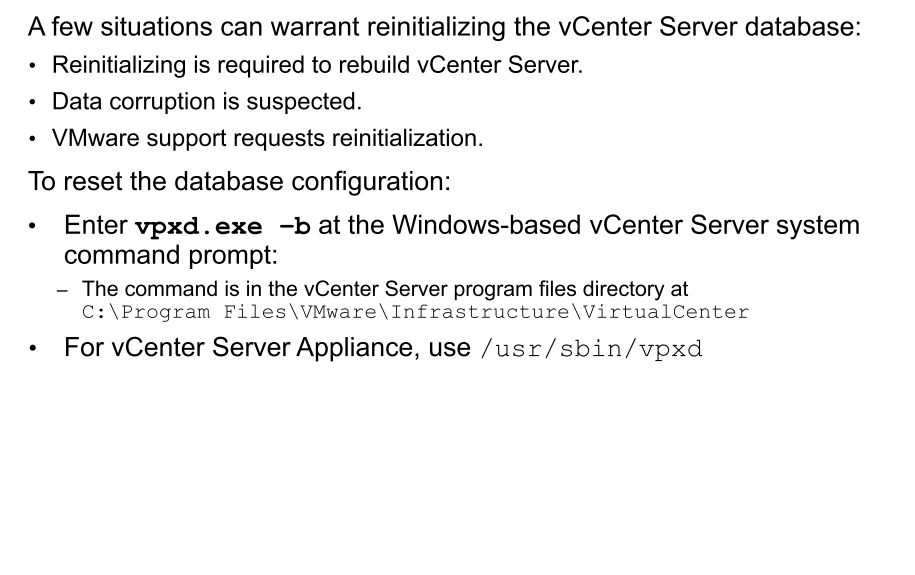 A few situations can warrant reinitializing the vCenter Server database:
• Reinitializing is required to rebuild vCenter Server.
• Data corruption is suspected.
• VMware support requests reinitialization.
To reset the database configuration:
• Enter vpxd.exe –b at the Windows-based vCenter Server system
command prompt:
– The command is in the vCenter Server program files directory at
C:\Program Files\VMware\Infrastructure\VirtualCenter
• For vCenter Server Appliance, use /usr/sbin/vpxd